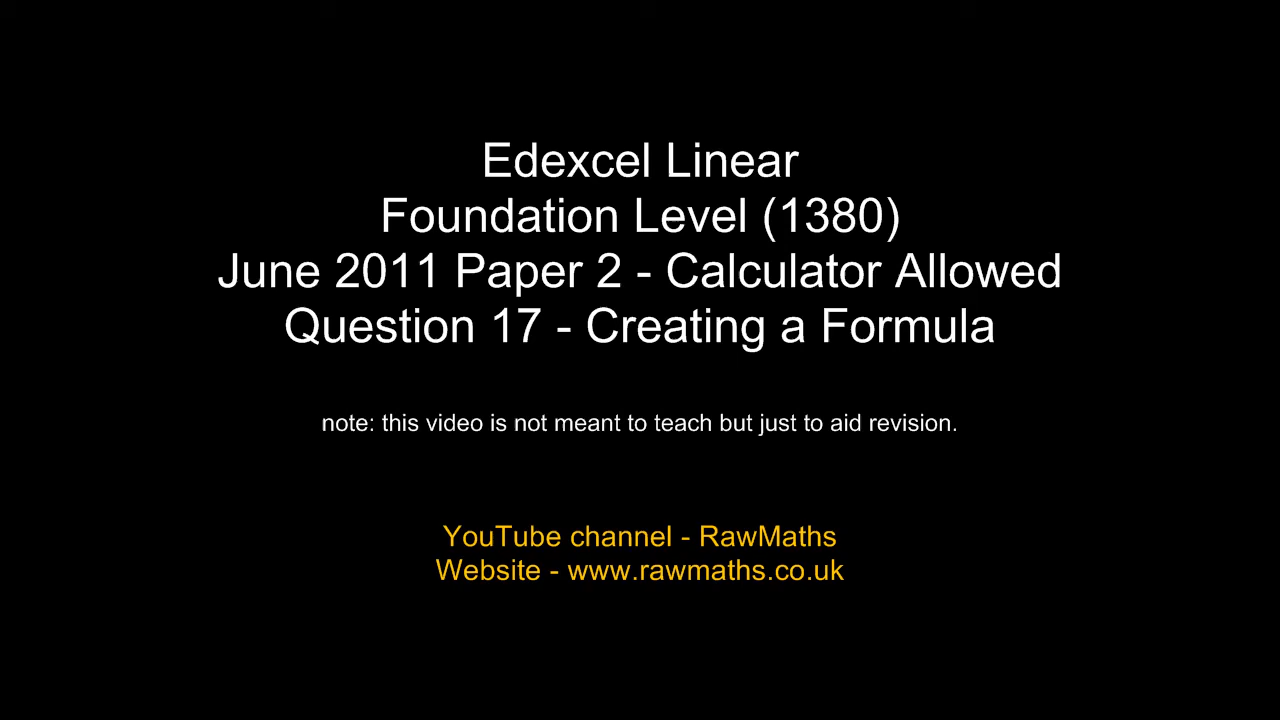 Edexcel Linear
Foundation Level (1380)
June 2011 Paper 2 - Calculator Allowed
Question 17 - Creating a Formula
note: this video is not meant to teach but just to aid revision.
YouTube channel - RawMaths
Website - www.rawmaths.co.uk